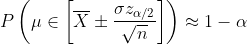 P ( μ ∈ [ X̅ ± σz_{α/2} / √n ] ) ≈ 1 − α